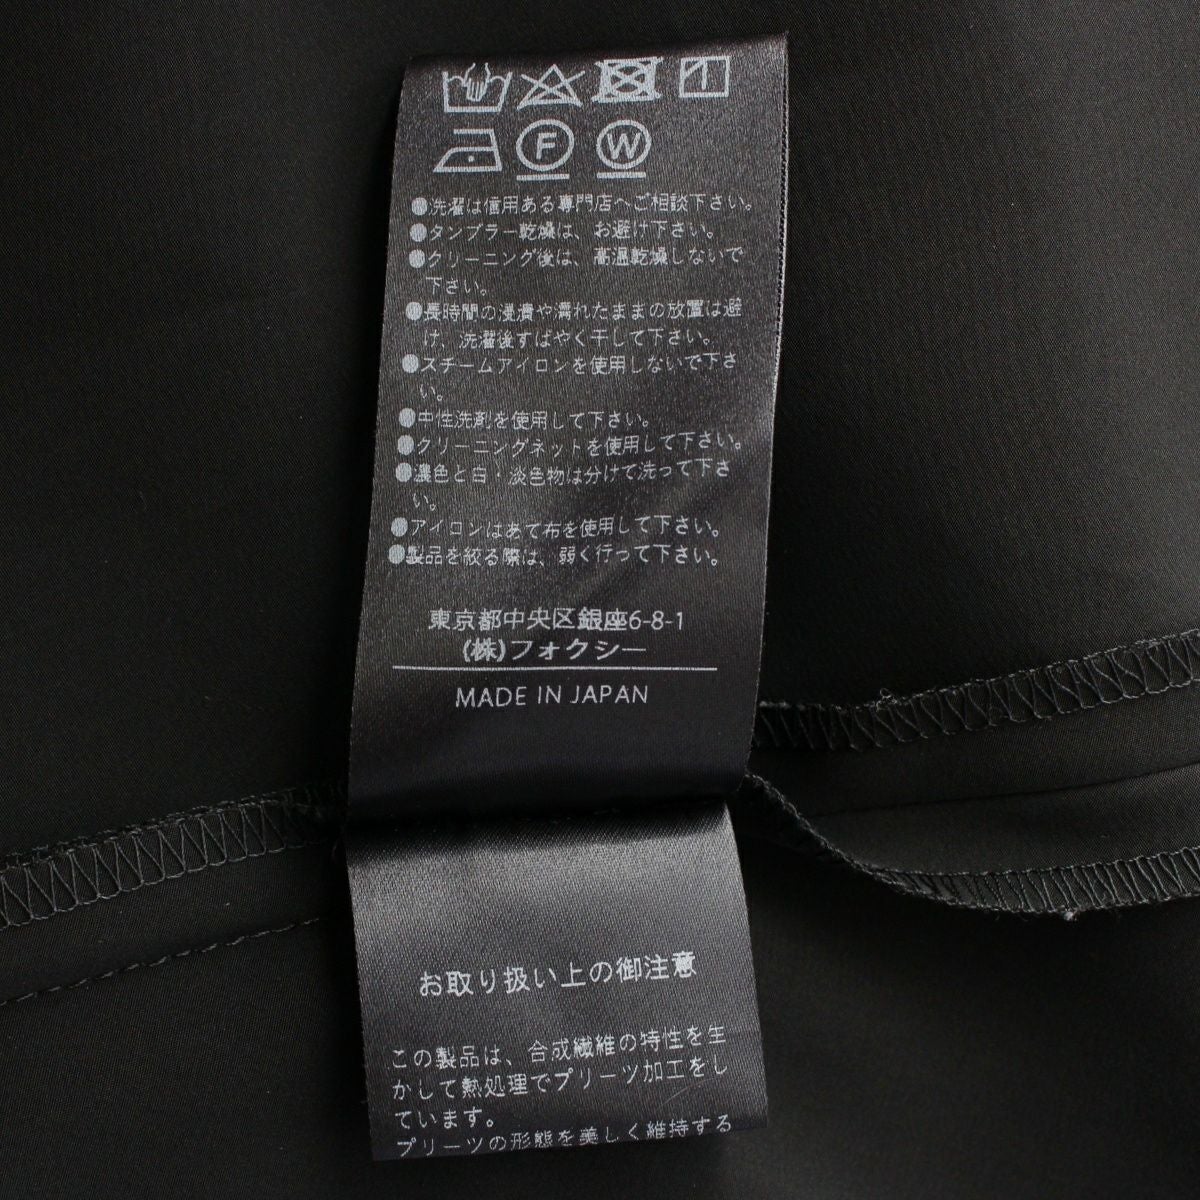 F W
●洗濯は信用ある専門店へご相談下さい。
●タンブラー乾燥は、お避け下さい。
●クリーニング後は、高温乾燥しないで
下さい。
●長時間の浸漬や濡れたままの放置は避
け、洗濯後すばやく干して下さい。
●スチームアイロンを使用しないで下さ
い。
●中性洗剤を使用して下さい。
●クリーニングネットを使用して下さい。
●濃色と白・淡色物は分けて洗って下さ
い。
●アイロンはあて布を使用して下さい。
●製品を絞る際は、弱く行って下さい。
東京都中央区銀座6-8-1
(株)フォクシー
MADE IN JAPAN
お取り扱い上の御注意
この製品は、合成繊維の特性を生
かして熱処理でプリーツ加工をし
ています。
プリーツの形態を美しく維持する